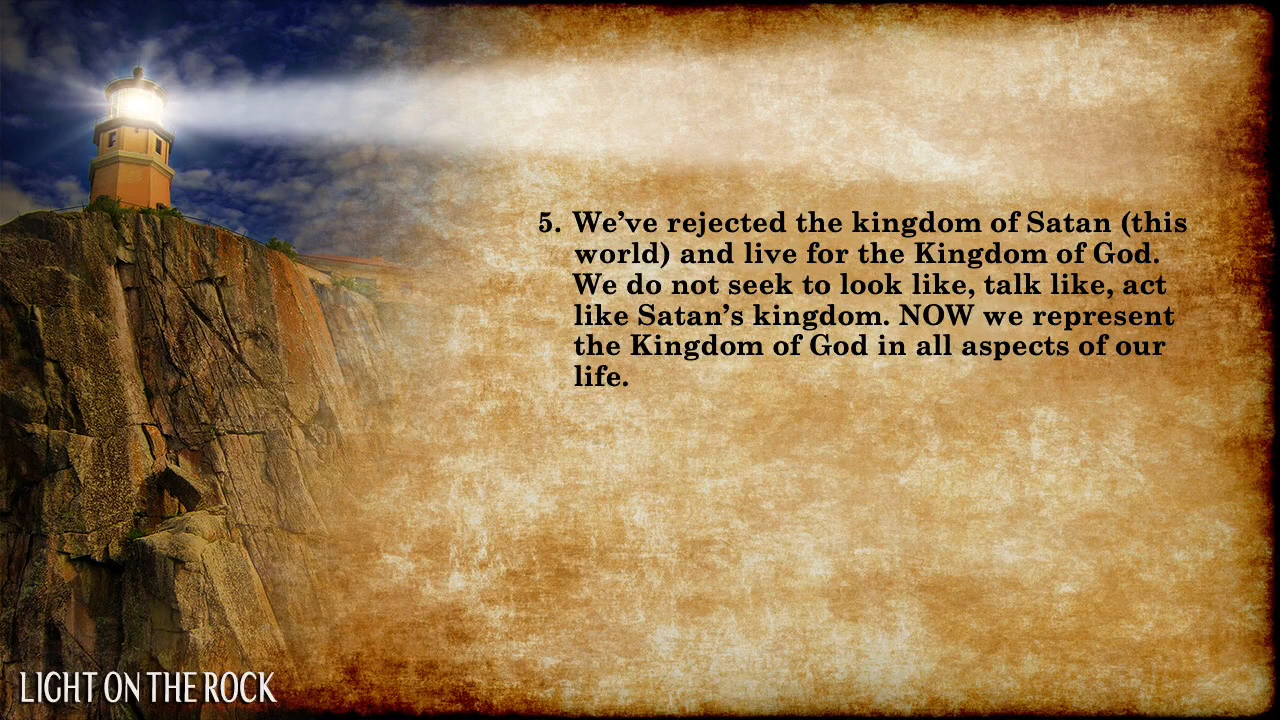 5. We’ve rejected the kingdom of Satan (this
world) and live for the Kingdom of God.
We do not seek to look like, talk like, act
like Satan’s kingdom. NOW we represent
the Kingdom of God in all aspects of our
life.
LIGHT ON THE ROCK